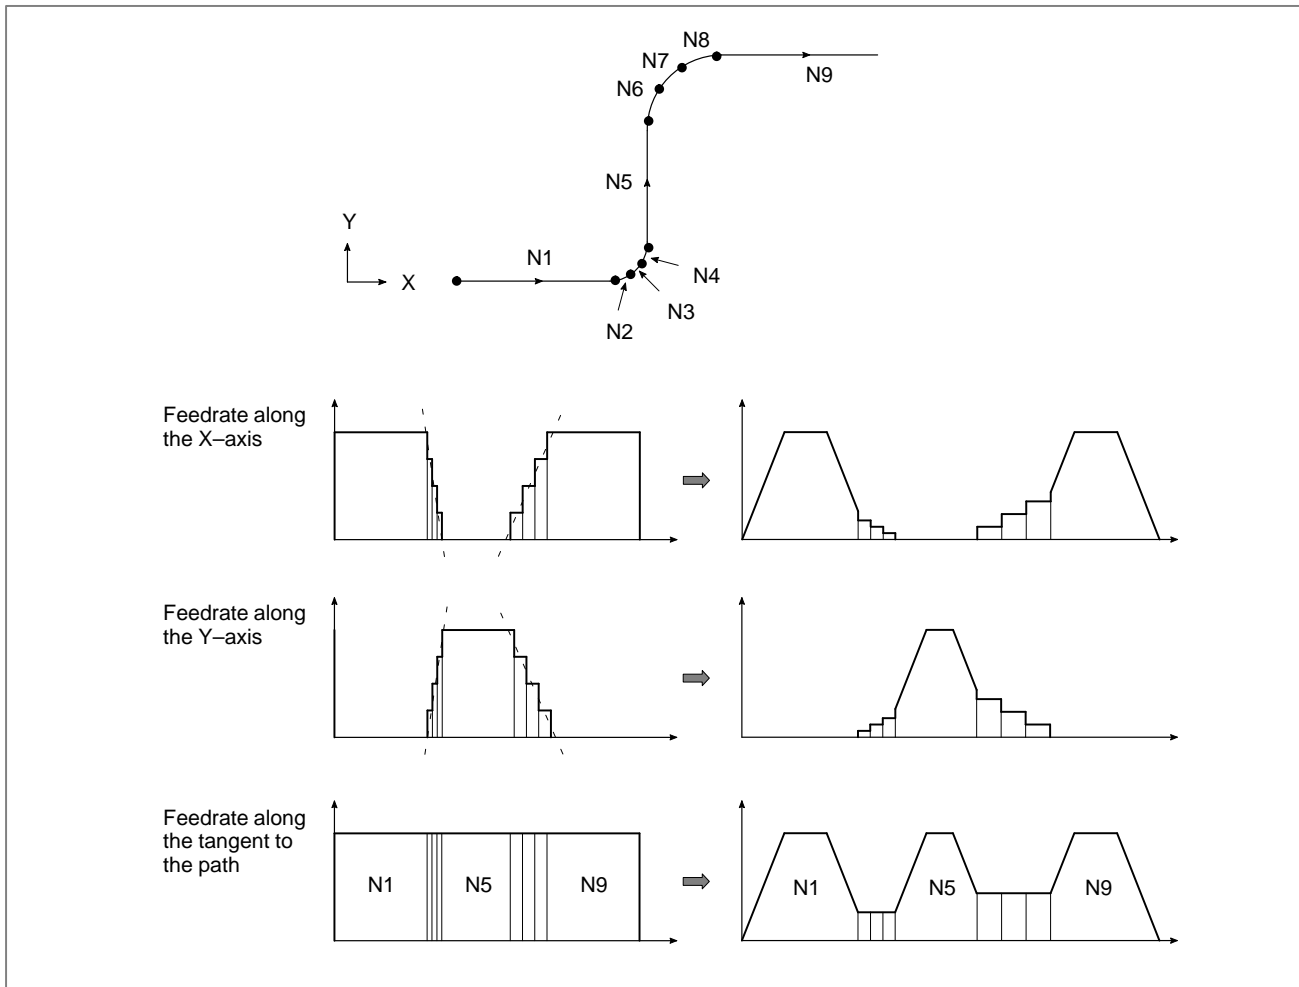 N8
N7
N6
N9
N5
Y
N1
X
N4
N3
N2
Feedrate along
the X–axis
Feedrate along
the Y–axis
Feedrate along
the tangent to
the path
N1
N5
N9
N1
N5
N9